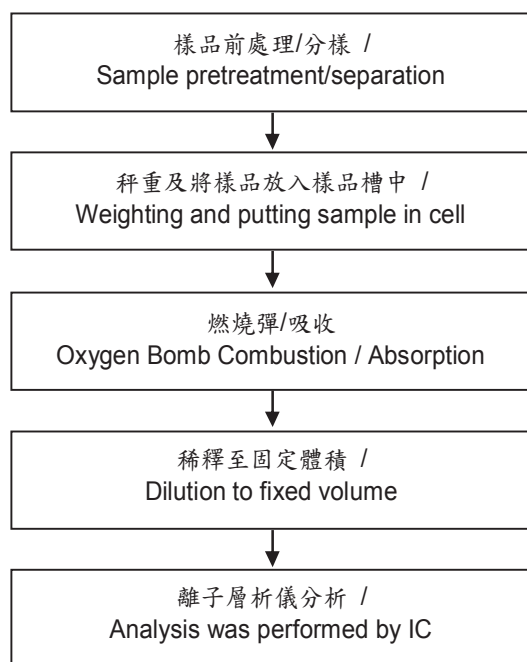 樣品前處理/分樣 /
Sample pretreatment/separation
秤重及將樣品放入樣品槽中 /
Weighting and putting sample in cell
燃燒彈/吸收
Oxygen Bomb Combustion / Absorption
稀釋至固定體積 /
Dilution to fixed volume
離子層析儀分析 /
Analysis was performed by IC